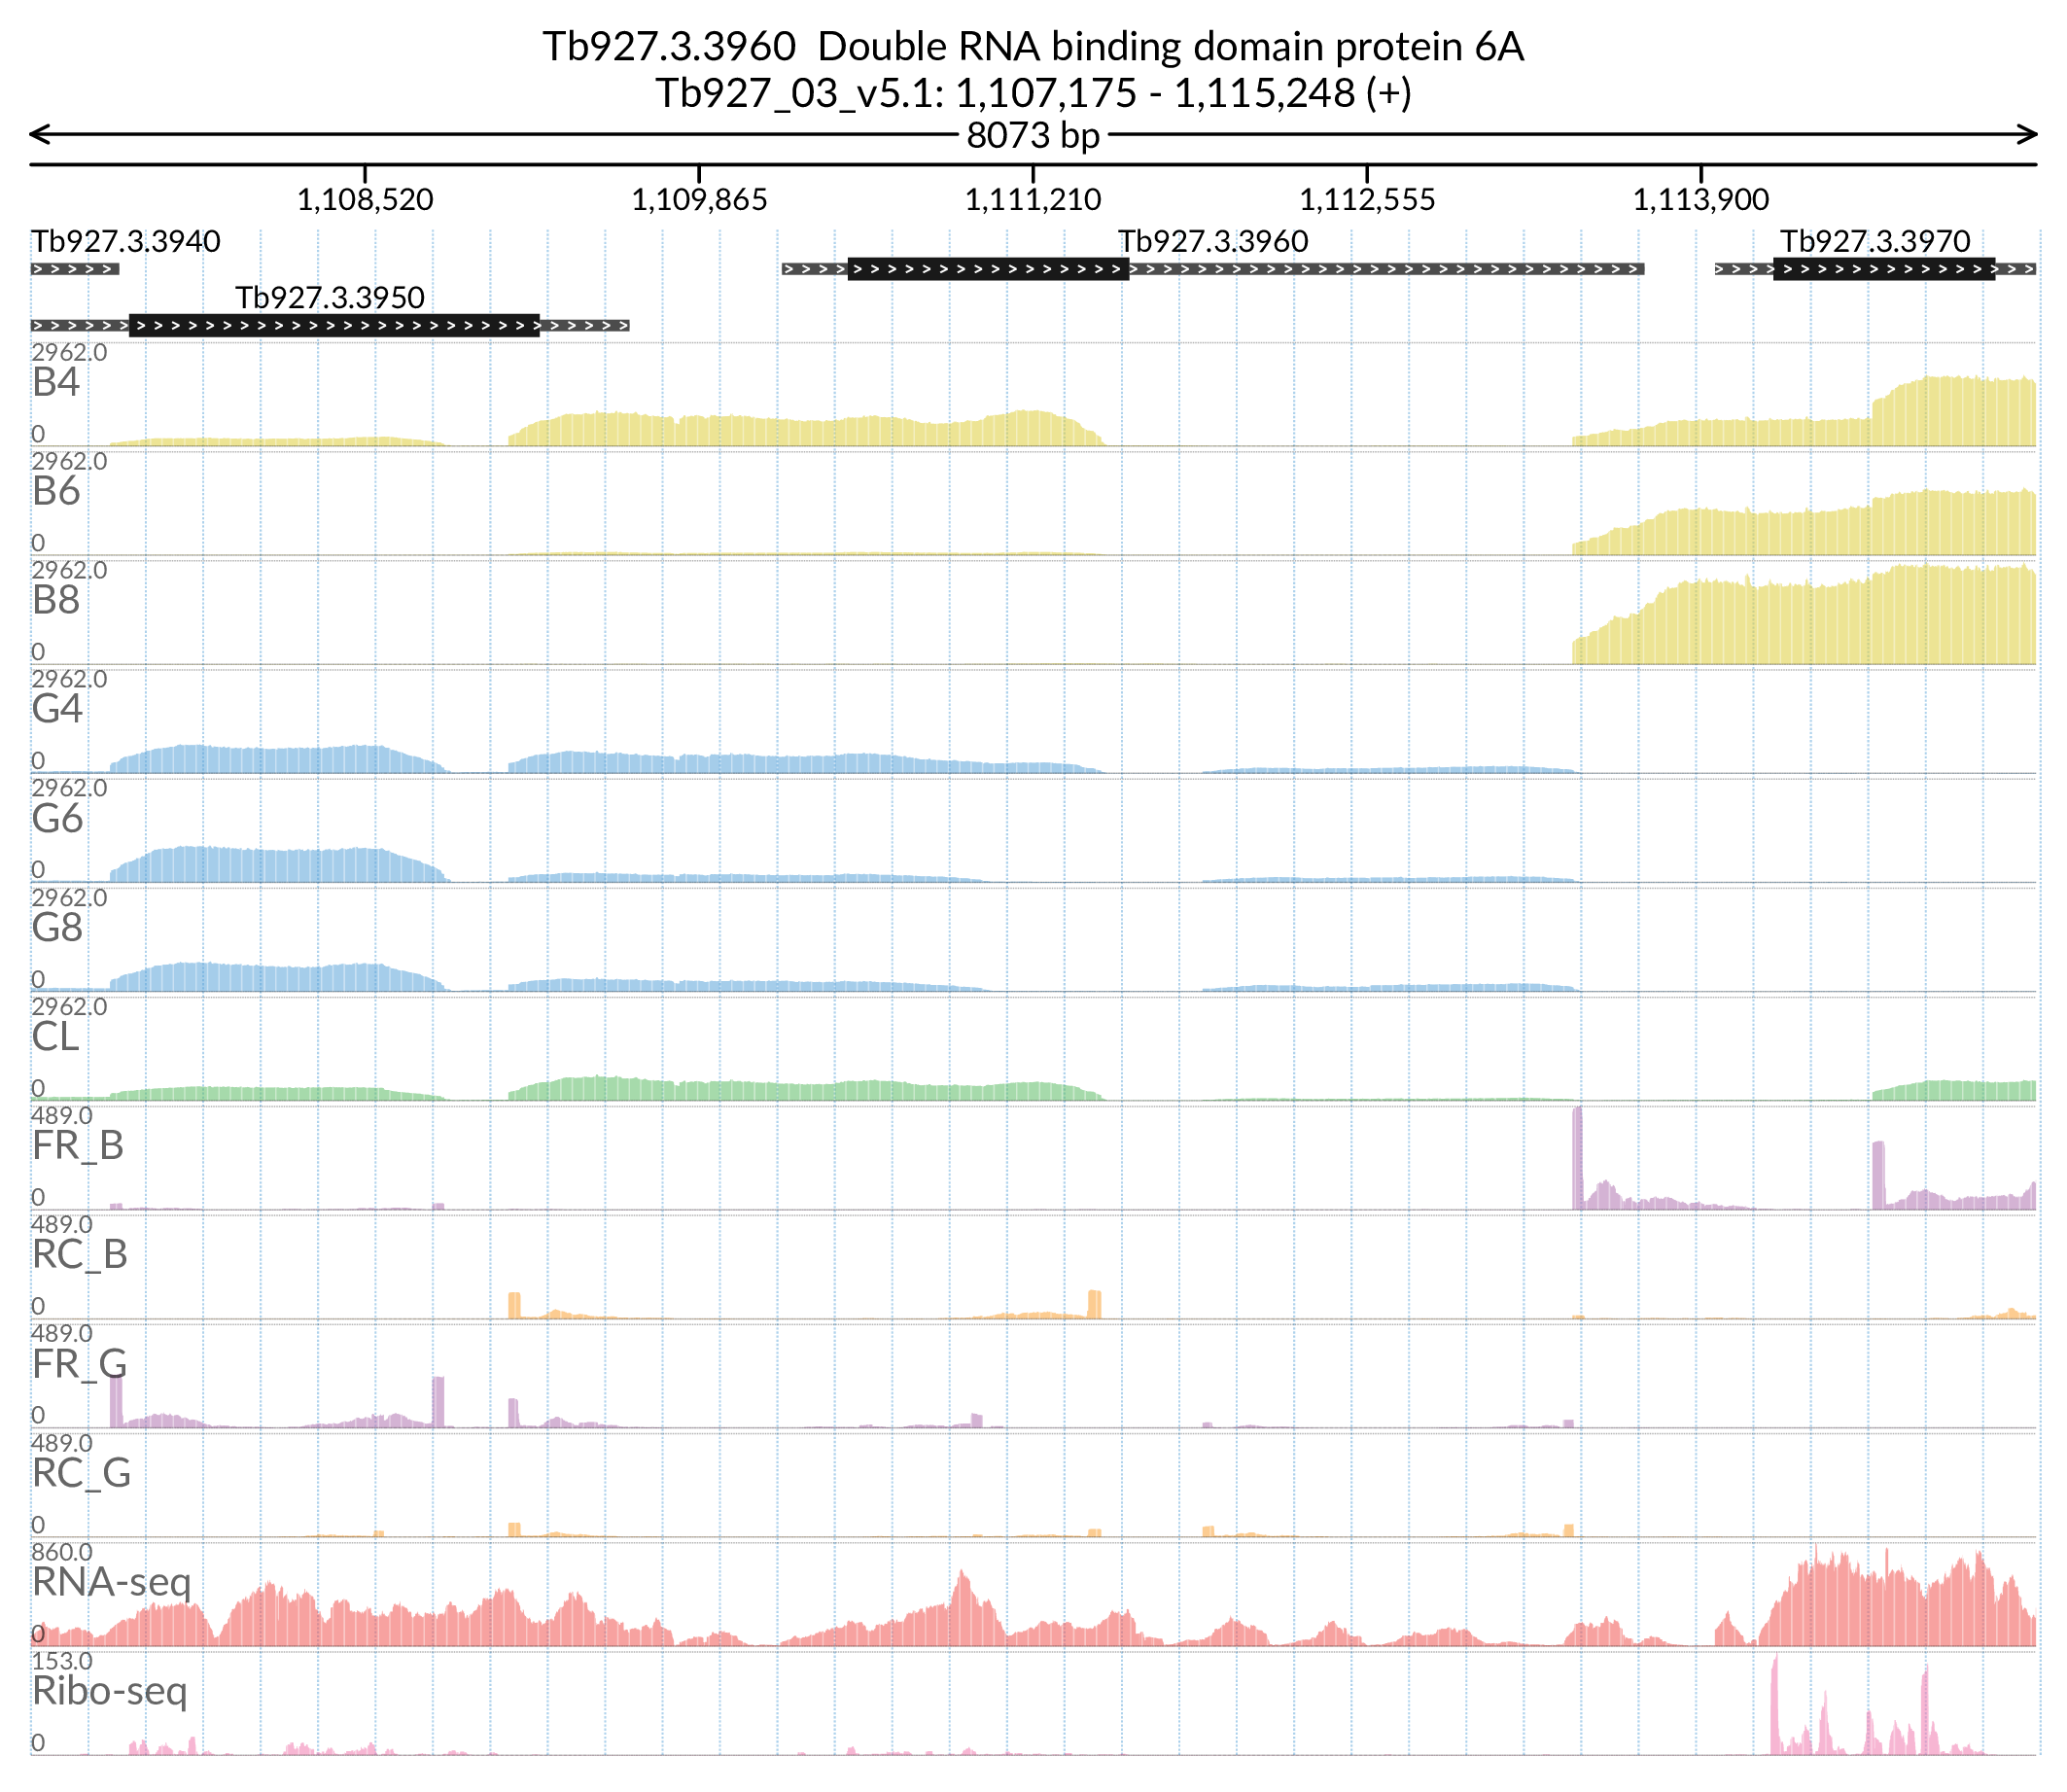 Tb927.3.3960 Double RNA binding domain protein 6A
Tb927_03_v5.1: 1,107,175 - 1,115,248 (+)
8073 bp
1,108,520 1,109,865 1,111,210 1,112,555 1,113,900
Tb927.3.3940 Tb927.3.3960 Tb927.3.3970
Tb927.3.3950
2962.0
B4
0
2962.0
B6
0
2962.0
B8
0
2962.0
G4
0
2962.0
G6
0
2962.0
G8
0
2962.0
CL
0
489.0
FR_B
0
489.0
RC_B
0
489.0
FR_G
0
489.0
RC_G
0
860.0
RNA-seq
0
153.0
Ribo-seq
0